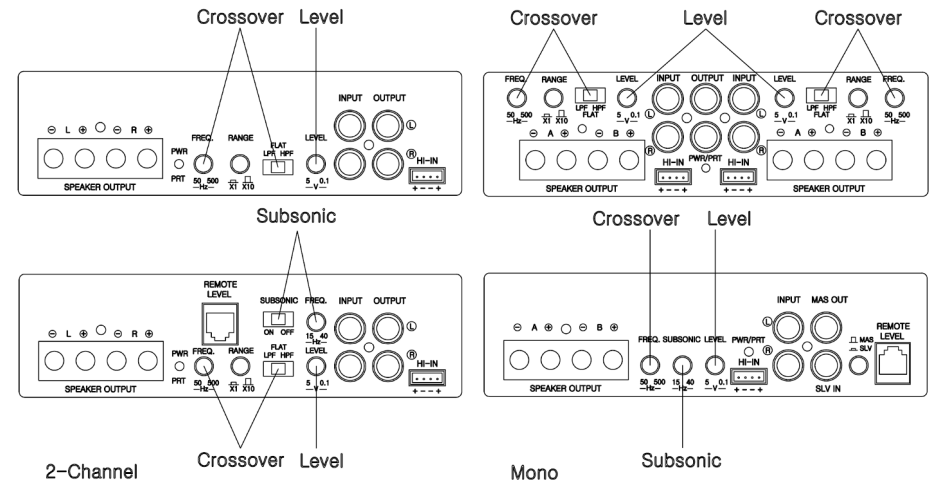 Crossover Level
INPUT OUTPUT
⊖ L ⊕ ⊖ R ⊕ PWR FREQ. RANGE FLAT LEVEL
LPF HPF
L
R
HI-IN
PRT 50 500 X1 X10 5 0.1
—Hz— —V—
SPEAKER OUTPUT
+ - - +
Crossover Level Crossover
FREQ. RANGE LEVEL INPUT OUTPUT INPUT LEVEL RANGE FREQ.
50 500 X1 X10 LPF HPF 5 0.1 L 5 0.1 LPF HPF X1 X10 50 500
—Hz— FLAT —V— —V— FLAT —Hz—
⊖ A ⊕ ⊖ B ⊕ R ⊖ A ⊕ ⊖ B ⊕
HI-IN PWR/PRT HI-IN
SPEAKER OUTPUT + - - + + - - + SPEAKER OUTPUT
Subsonic
REMOTE
LEVEL
SUBSONIC FREQ. INPUT OUTPUT
ON OFF 15 40
—Hz—
L
⊖ L ⊕ ⊖ R ⊕ PWR FREQ. RANGE FLAT LEVEL
LPF HPF
R
HI-IN
PRT 50 500 X1 X10 5 0.1
—Hz— —V—
SPEAKER OUTPUT
+ - - +
Crossover Level
2-Channel
Crossover Level
INPUT MAS OUT
L
⊖ A ⊕ ⊖ B ⊕ REMOTE
LEVEL
FREQ. SUBSONIC LEVEL PWR/PRT MAS
SLV
HI-IN R
50 500 15 40 5 0.1
—Hz— —Hz— —V—
SPEAKER OUTPUT + - - + SLV IN
Subsonic
Mono